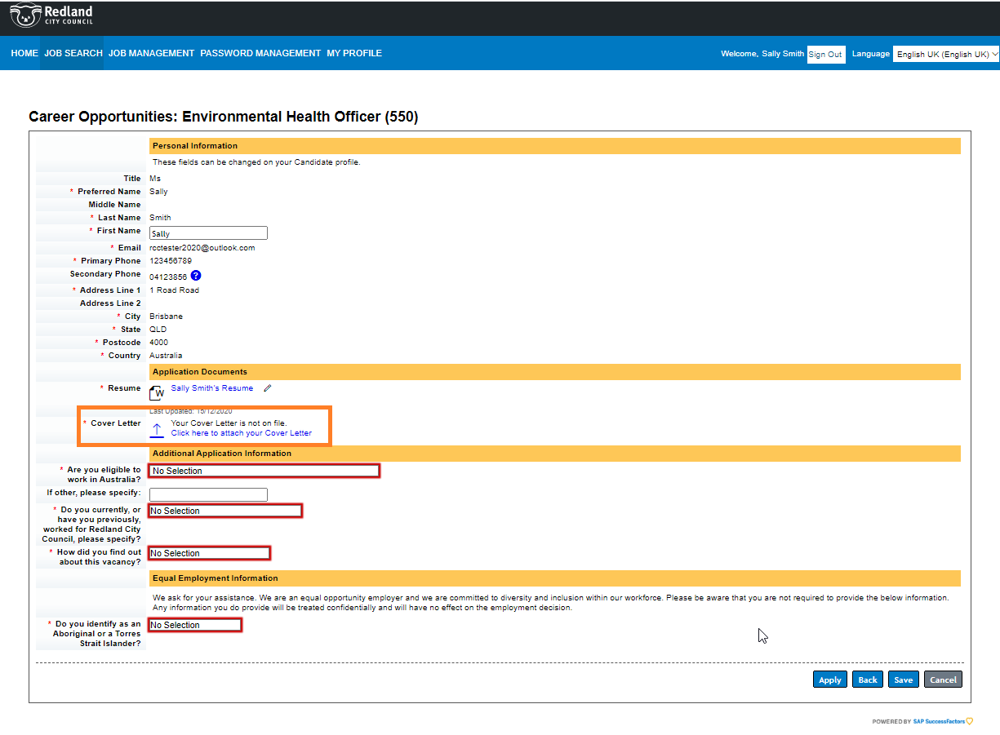 Redland
CITY COUNCIL
HOME JOB SEARCH JOB MANAGEMENT PASSWORD MANAGEMENT MY PROFILE
Welcome, Sally Smith Sign Out Language English UK (English UK)
Career Opportunities: Environmental Health Officer (550)
Personal Information
These fields can be changed on your Candidate profile.
Title Ms
* Preferred Name Sally
Middle Name
* Last Name Smith
* First Name Sally
* Email rcctester2020@outlook.com
* Primary Phone 123456789
Secondary Phone 04123856 ?
* Address Line 1 1 Road Road
Address Line 2
* City Brisbane
* State QLD
* Postcode 4000
* Country Australia
Application Documents
* Resume W Sally Smith's Resume
Last Updated: 15/12/2020
* Cover Letter Your Cover Letter is not on file.
Click here to attach your Cover Letter
Additional Application Information
* Are you eligible to No Selection
work in Australia?
If other, please specify:
* Do you currently, or No Selection
have you previously,
worked for Redland City
Council, please specify?
* How did you find out No Selection
about this vacancy?
Equal Employment Information
We ask for your assistance. We are an equal opportunity employer and we are committed to diversity and inclusion within our workforce. Please be aware that you are not required to provide the below information.
Any information you do provide will be treated confidentially and will have no effect on the employment decision.
* Do you identify as an No Selection
Aboriginal or a Torres
Strait Islander?
Apply Back Save Cancel
POWERED BY SAP SuccessFactors